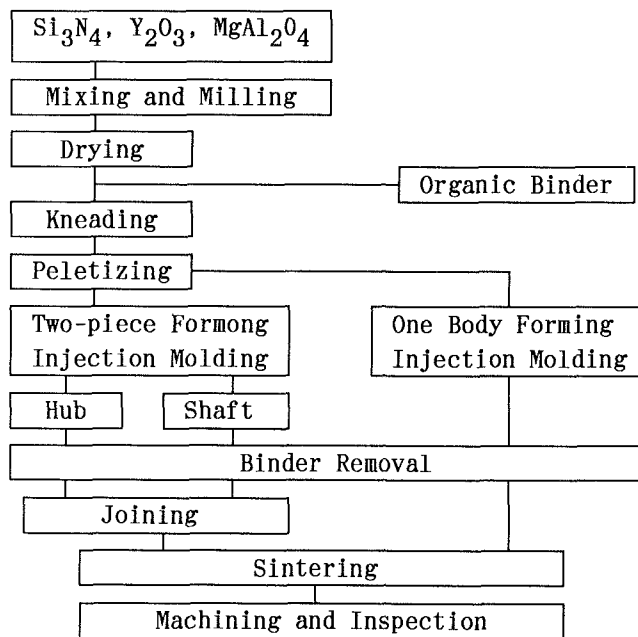 Si₃N₄, Y₂O₃, MgAl₂O₄
Mixing and Milling
Drying
Organic Binder
Kneading
Peletizing
Two-piece Formong
Injection Molding
One Body Forming
Injection Molding
Hub
Shaft
Binder Removal
Joining
Sintering
Machining and Inspection